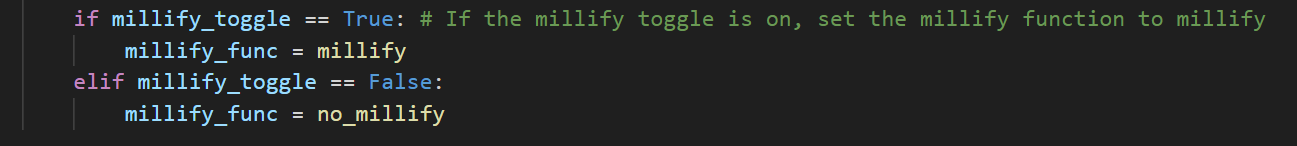 if millify_toggle == True: # If the millify toggle is on, set the millify function to millify
millify_func = millify
elif millify_toggle == False:
millify_func = no_millify